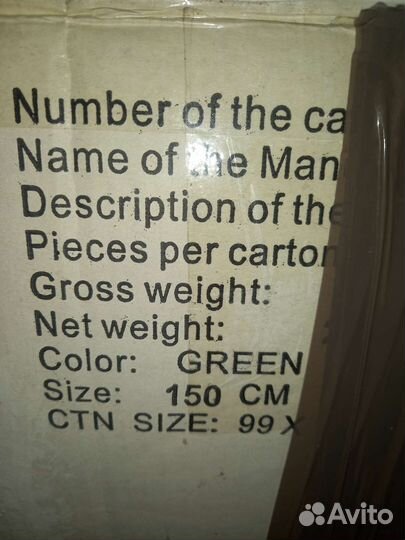 Number of the ca
Name of the Man
Description of the
Pieces per carton
Gross weight:
Net weight:
Color: GREEN
Size: 150 CM
CTN SIZE: 99 X
Avito